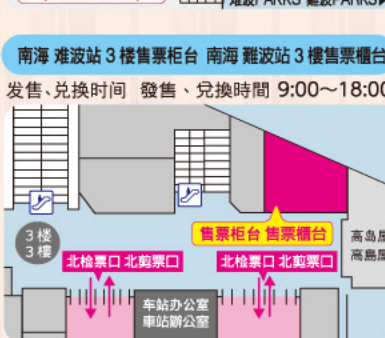 难波PARKS 難波PARKS
南海 难波站 3 楼售票柜台 南海 難波站 3 樓售票櫃台
发售、兑换时间 發售、兌換時間 9:00～18:00
售票柜台 售票櫃台
3 楼
3 樓
高岛屋
高島屋
北检票口 北剪票口
北检票口 北剪票口
车站办公室
車站辦公室